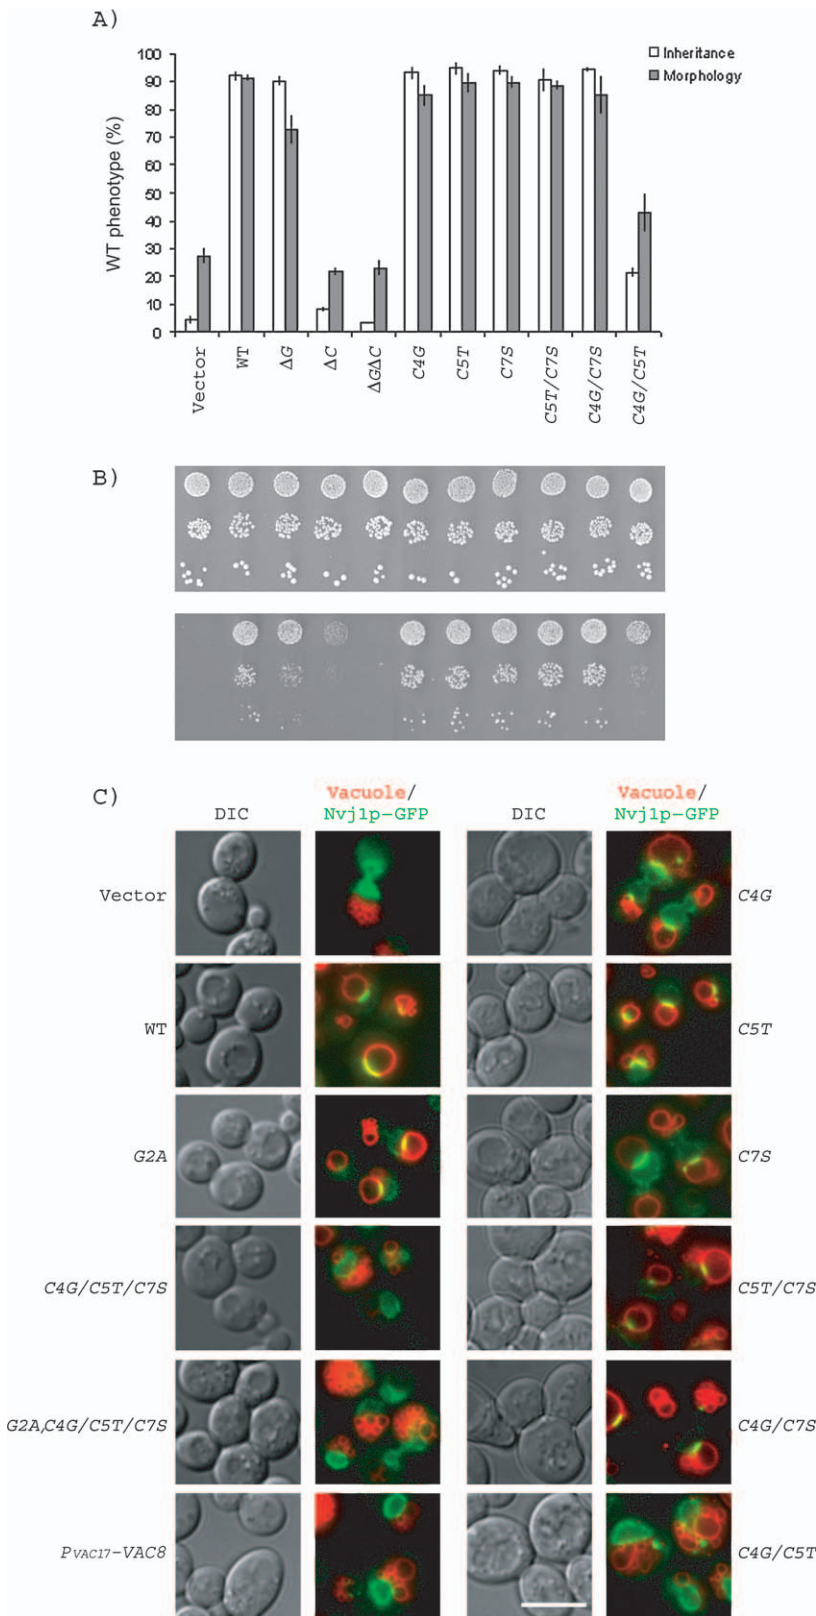 A)
100
90
80
70
60
50
40
30
20
10
0
WT phenotype (%)
Inheritance
Morphology
Vector
WT
ΔG
ΔC
ΔGΔC
C4G
C5T
C7S
C5T/C7S
C4G/C7S
C4G/C5T
B)
C)
DIC
Vacuole/
Nvj1p-GFP
DIC
Vacuole/
Nvj1p-GFP
Vector
C4G
WT
C5T
G2A
C7S
C4G/C5T/C7S
C5T/C7S
G2A,C4G/C5T/C7S
C4G/C7S
PVAC17-VAC8
C4G/C5T